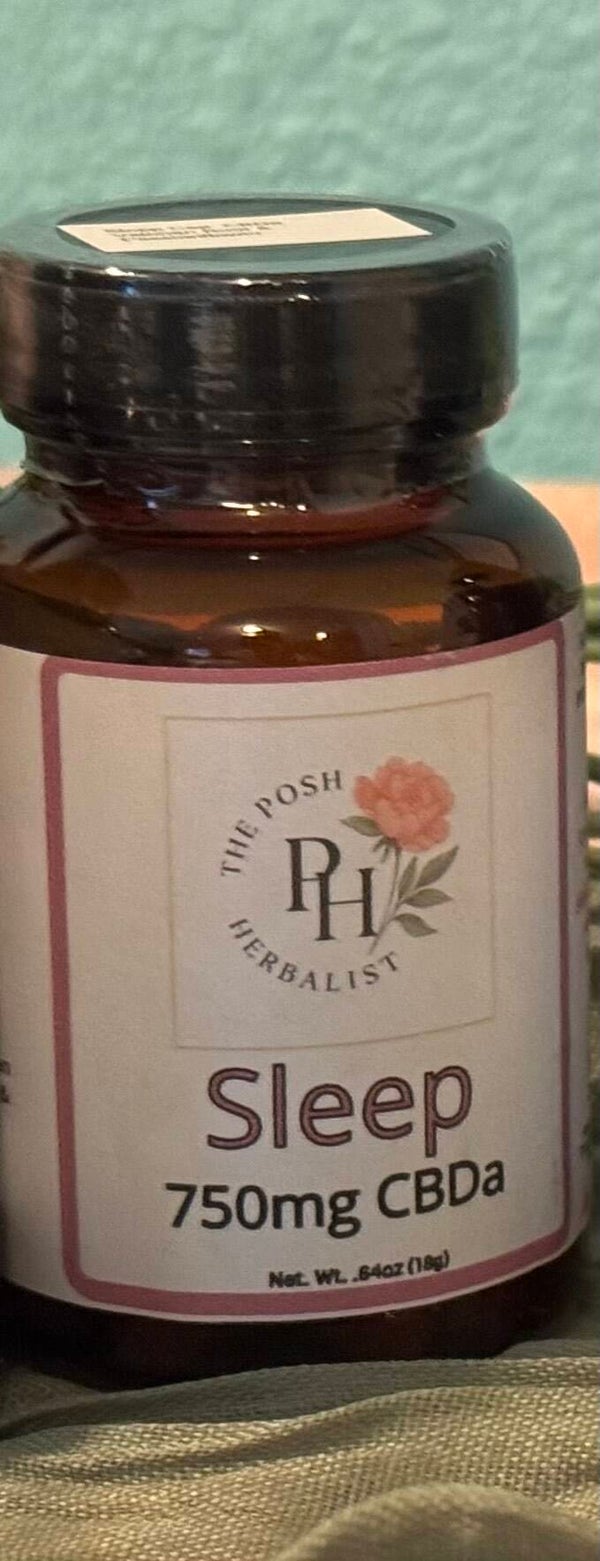 THE POSH
PH
HERBALIST
Sleep
750mg CBDa
Net. Wt. .64oz (18g)